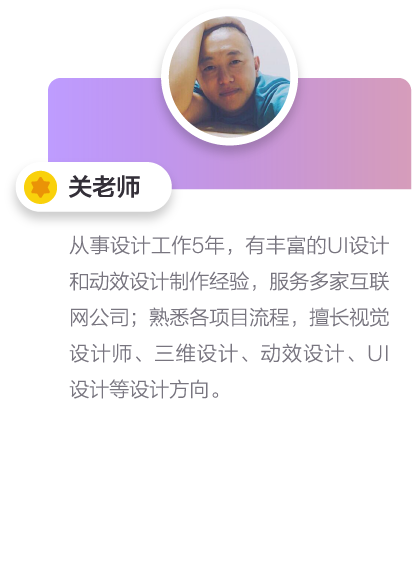 关老师
从事设计工作5年，有丰富的UI设计
和动效设计制作经验，服务多家互联
网公司；熟悉各项目流程，擅长视觉
设计师、三维设计、动效设计、UI
设计等设计方向。